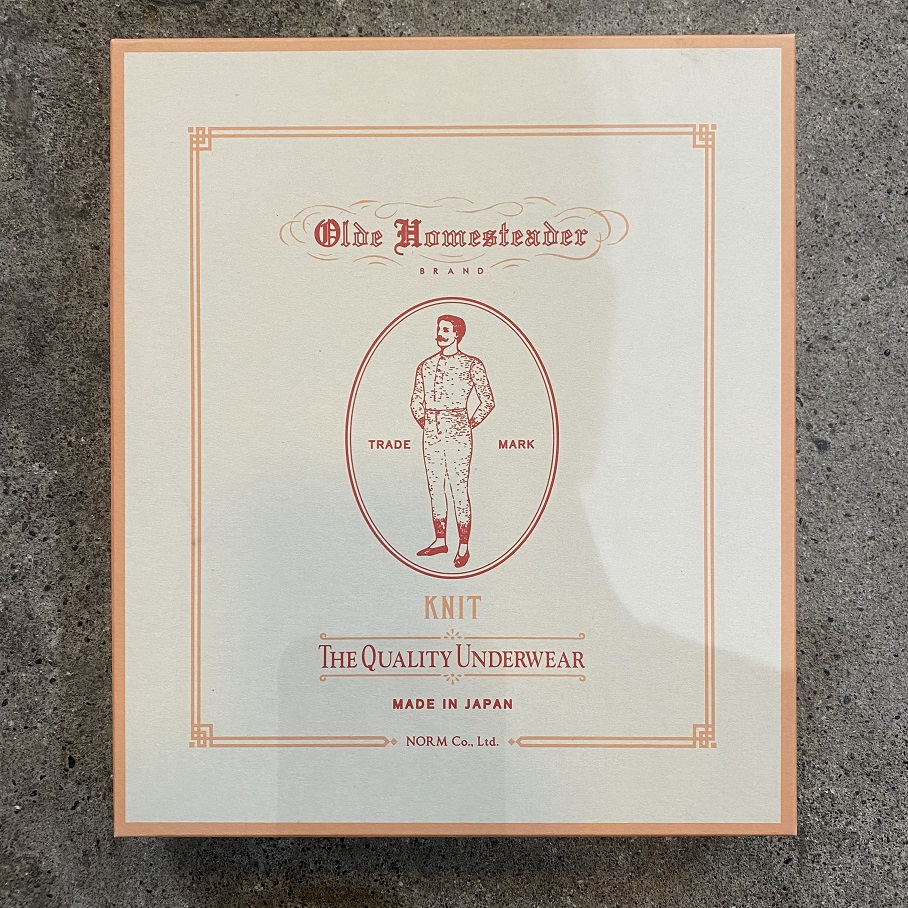 Olde Homesteader
BRAND
TRADE MARK
KNIT
THE QUALITY UNDERWEAR
MADE IN JAPAN
NORM Co., Ltd.